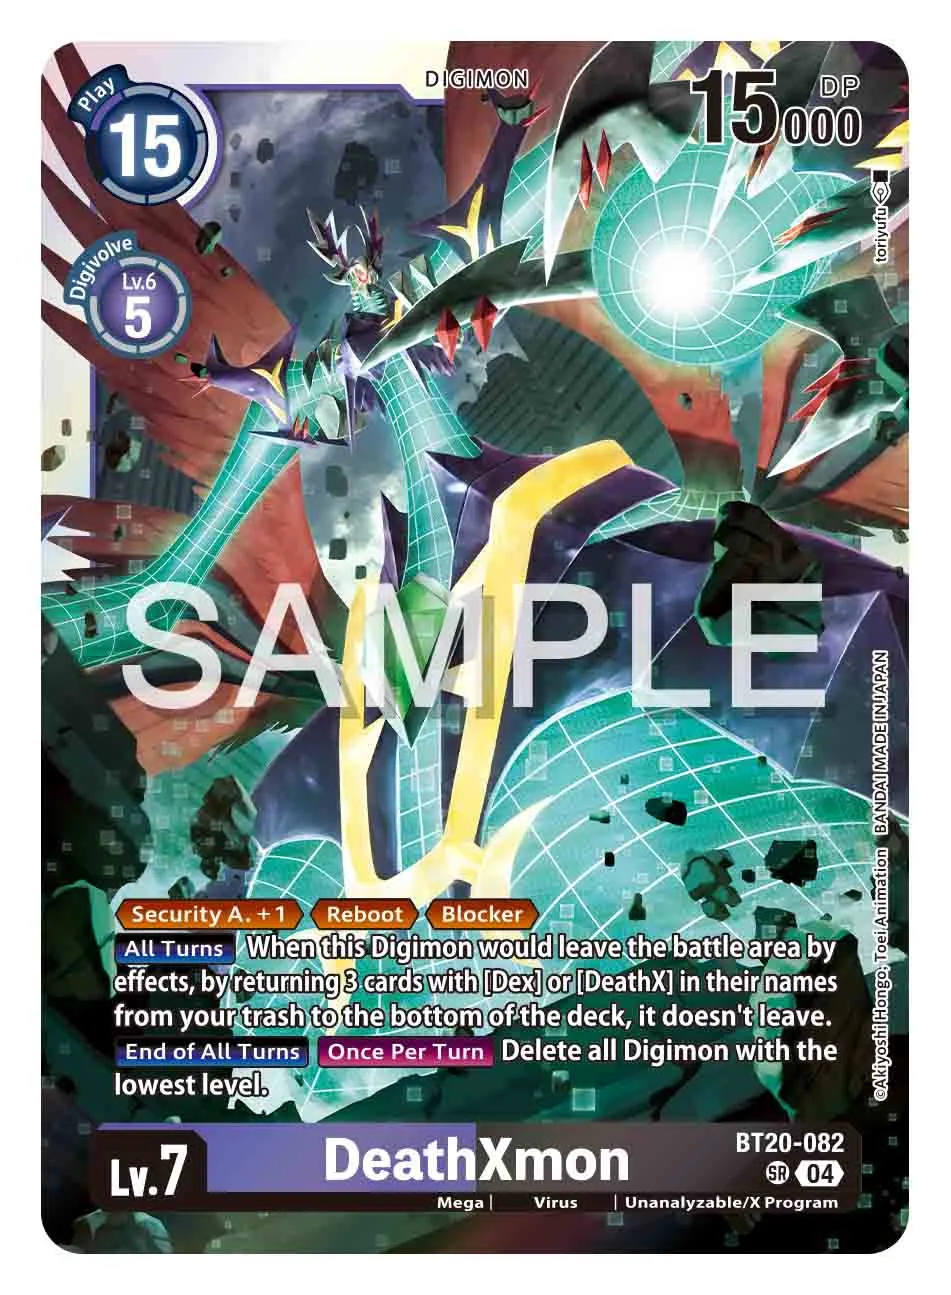 DIGIMON
Play
15
15000
DP
Digivolve
Lv.6
5
toriyufu
SAMPLE
©Akiyoshi Hongo, Toei Animation BANDAI MADE IN JAPAN
Security A. +1 Reboot Blocker
All Turns When this Digimon would leave the battle area by
effects, by returning 3 cards with [Dex] or [DeathX] in their names
from your trash to the bottom of the deck, it doesn't leave.
End of All Turns Once Per Turn Delete all Digimon with the
lowest level.
BT20-082
Lv.7
DeathXmon
SR 04
Mega | Virus | Unanalyzable/X Program